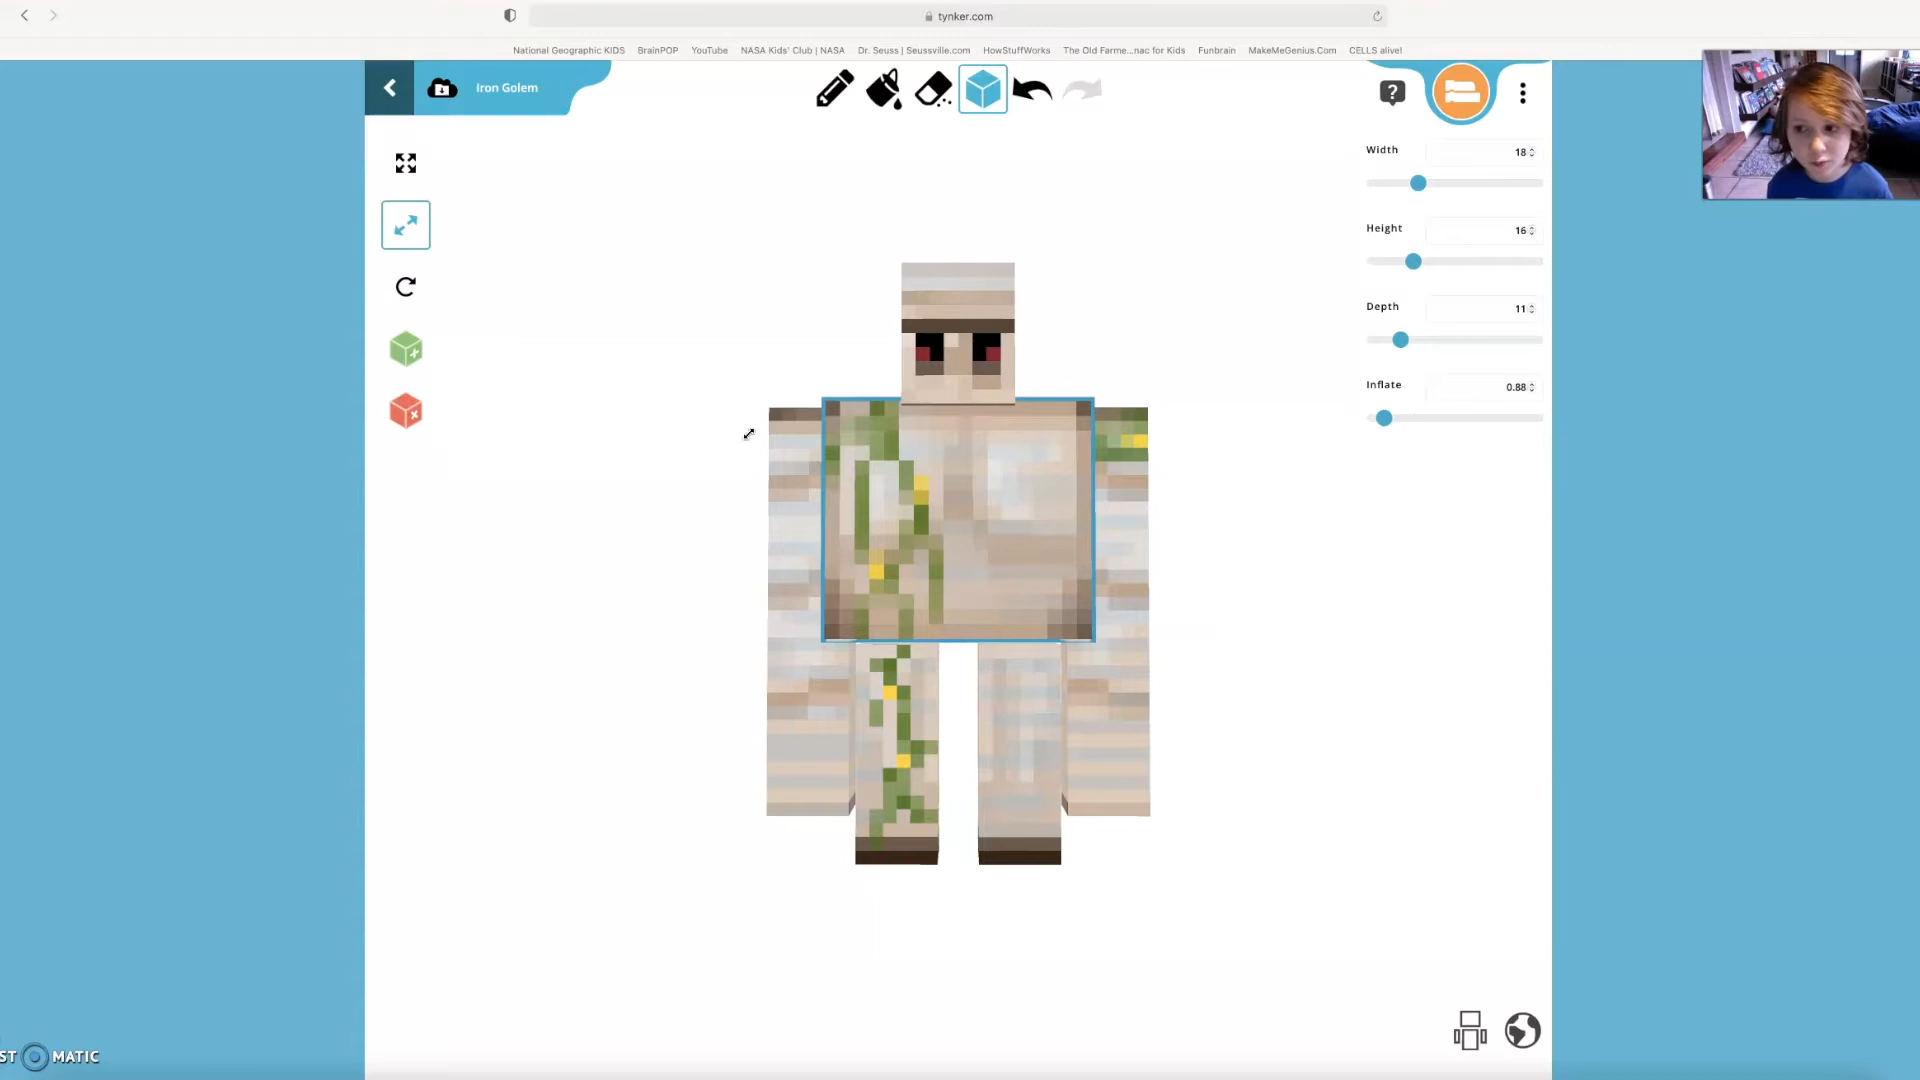 tynker.com
National Geographic KIDS BrainPOP YouTube NASA Kids' Club | NASA Dr. Seuss | Seussville.com HowStuffWorks The Old Farme...nac for Kids Funbrain MakeMeGenius.Com CELLS alive!
Iron Golem
?
Width 18
Height 16
Depth 11
Inflate 0.88
ST MATIC